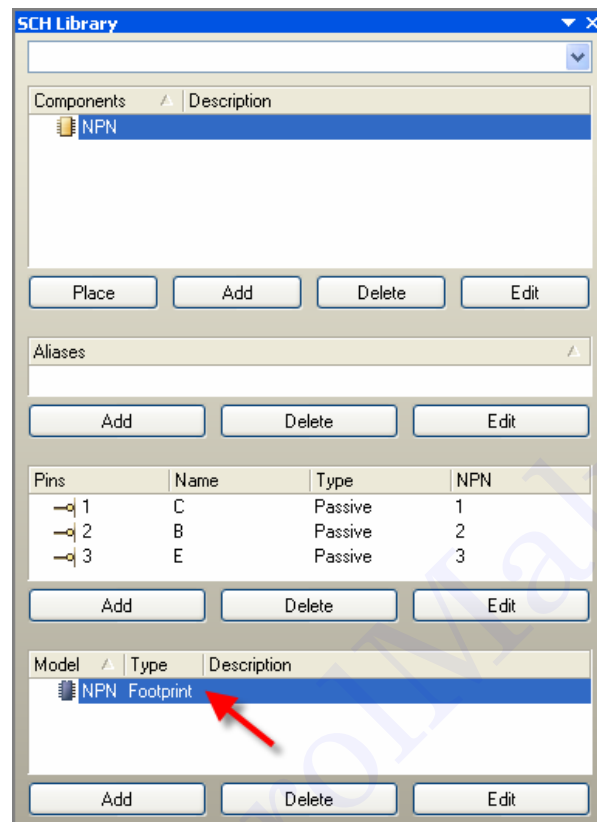 SCH Library
Components Description
NPN
Place Add Delete Edit
Aliases
Add Delete Edit
Pins Name Type NPN
1 C Passive 1
2 B Passive 2
3 E Passive 3
Add Delete Edit
Model Type Description
NPN Footprint
Add Delete Edit